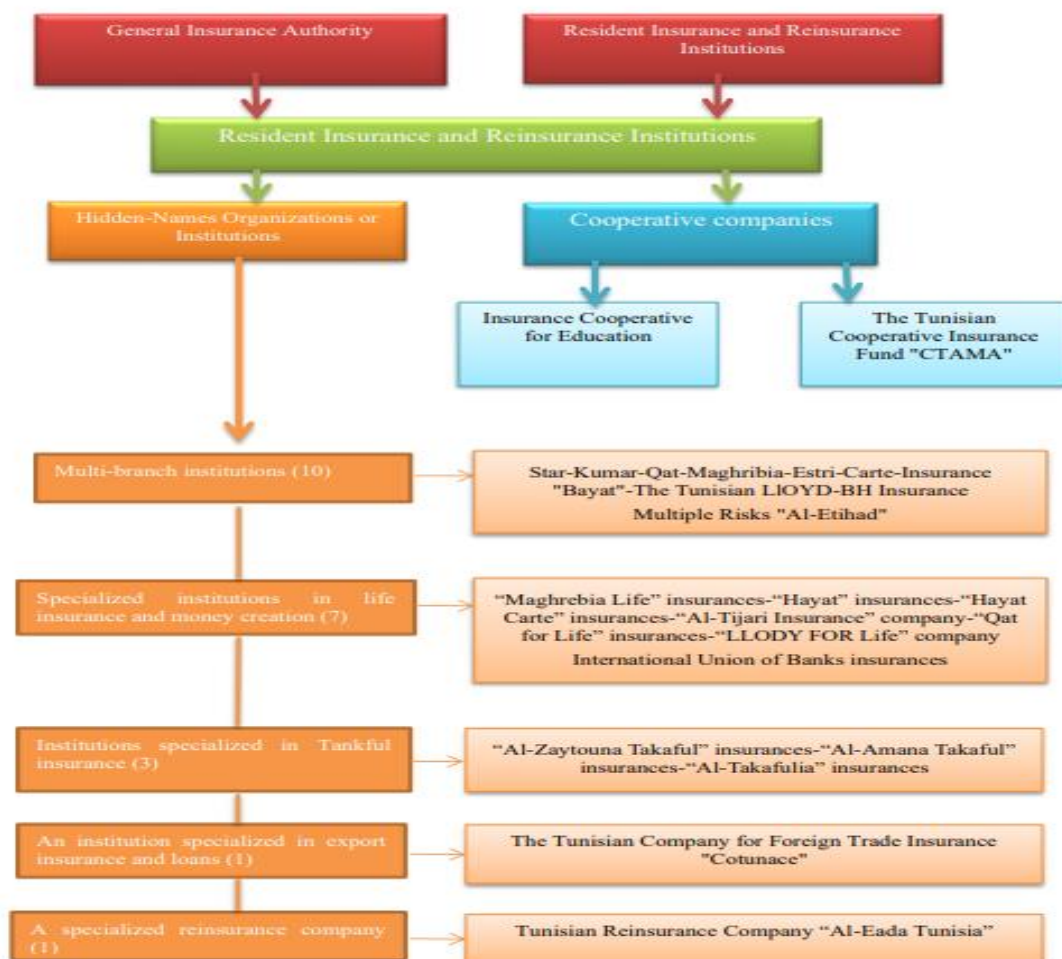 General Insurance Authority
Resident Insurance and Reinsurance
Institutions
Resident Insurance and Reinsurance Institutions
Hidden-Names Organizations or
Institutions
Cooperative companies
Insurance Cooperative
for Education
The Tunisian
Cooperative Insurance
Fund "CTAMA"
Multi-branch institutions (10)
Star-Kumar-Qat-Maghribia-Estri-Carte-Insurance
"Bayat"-The Tunisian LlOYD-BH Insurance
Multiple Risks "Al-Etihad"
Specialized institutions in life
insurance and money creation (7)
“Maghrebia Life” insurances-“Hayat” insurances-“Hayat
Carte” insurances-“Al-Tijari Insurance” company-“Qat
for Life” insurances-“LLODY FOR Life” company
International Union of Banks insurances
Institutions specialized in Tankful
insurance (3)
“Al-Zaytouna Takaful” insurances-“Al-Amana Takaful”
insurances-“Al-Takafulia” insurances
An institution specialized in export
insurance and loans (1)
The Tunisian Company for Foreign Trade Insurance
"Cotunace"
A specialized reinsurance company
(1)
Tunisian Reinsurance Company “Al-Eada Tunisia”